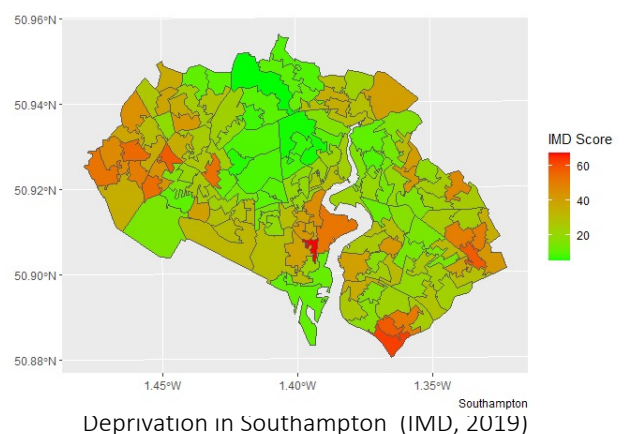 50.96°N
50.94°N
50.92°N
50.90°N
50.88°N
1.45°W 1.40°W 1.35°W
IMD Score
60
40
20
Southampton
Deprivation in Southampton (IMD, 2019)